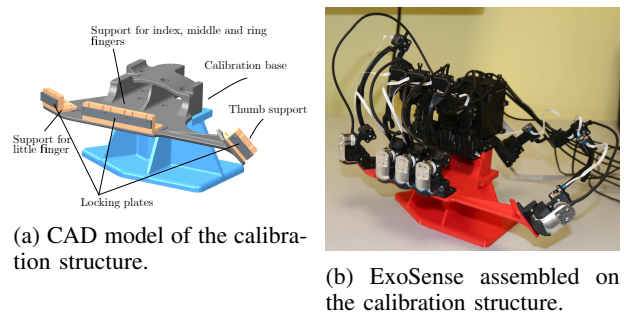 Support for index, middle and ring
fingers
Calibration base
Thumb support
Support for
little finger
Locking plates
(a) CAD model of the calibra-
tion structure.
(b) ExoSense assembled on
the calibration structure.